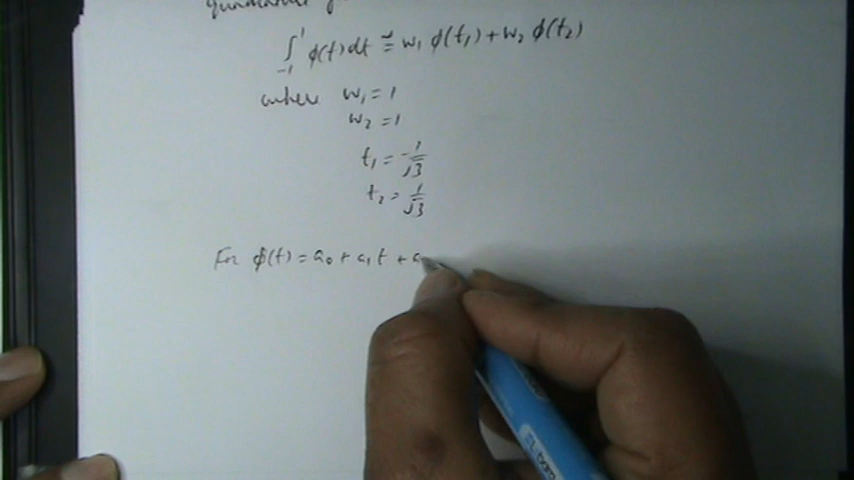 quadrature
∫₋₁¹ φ(t) dt ≅ w₁ φ(t₁) + w₂ φ(t₂)
where w₁ = 1
w₂ = 1
t₁ = -1/√3
t₂ = 1/√3
For φ(t) = a₀ + a₁ t + a